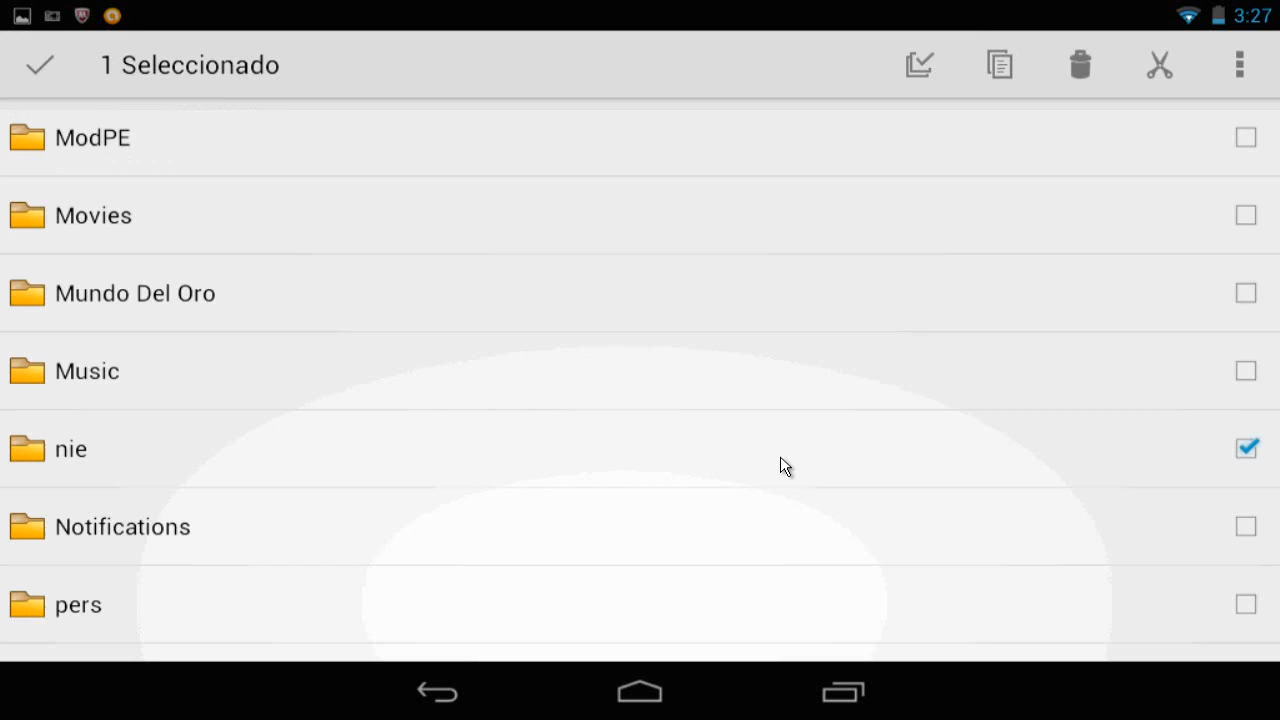 3:27
1 Seleccionado
ModPE
Movies
Mundo Del Oro
Music
nie
Notifications
pers